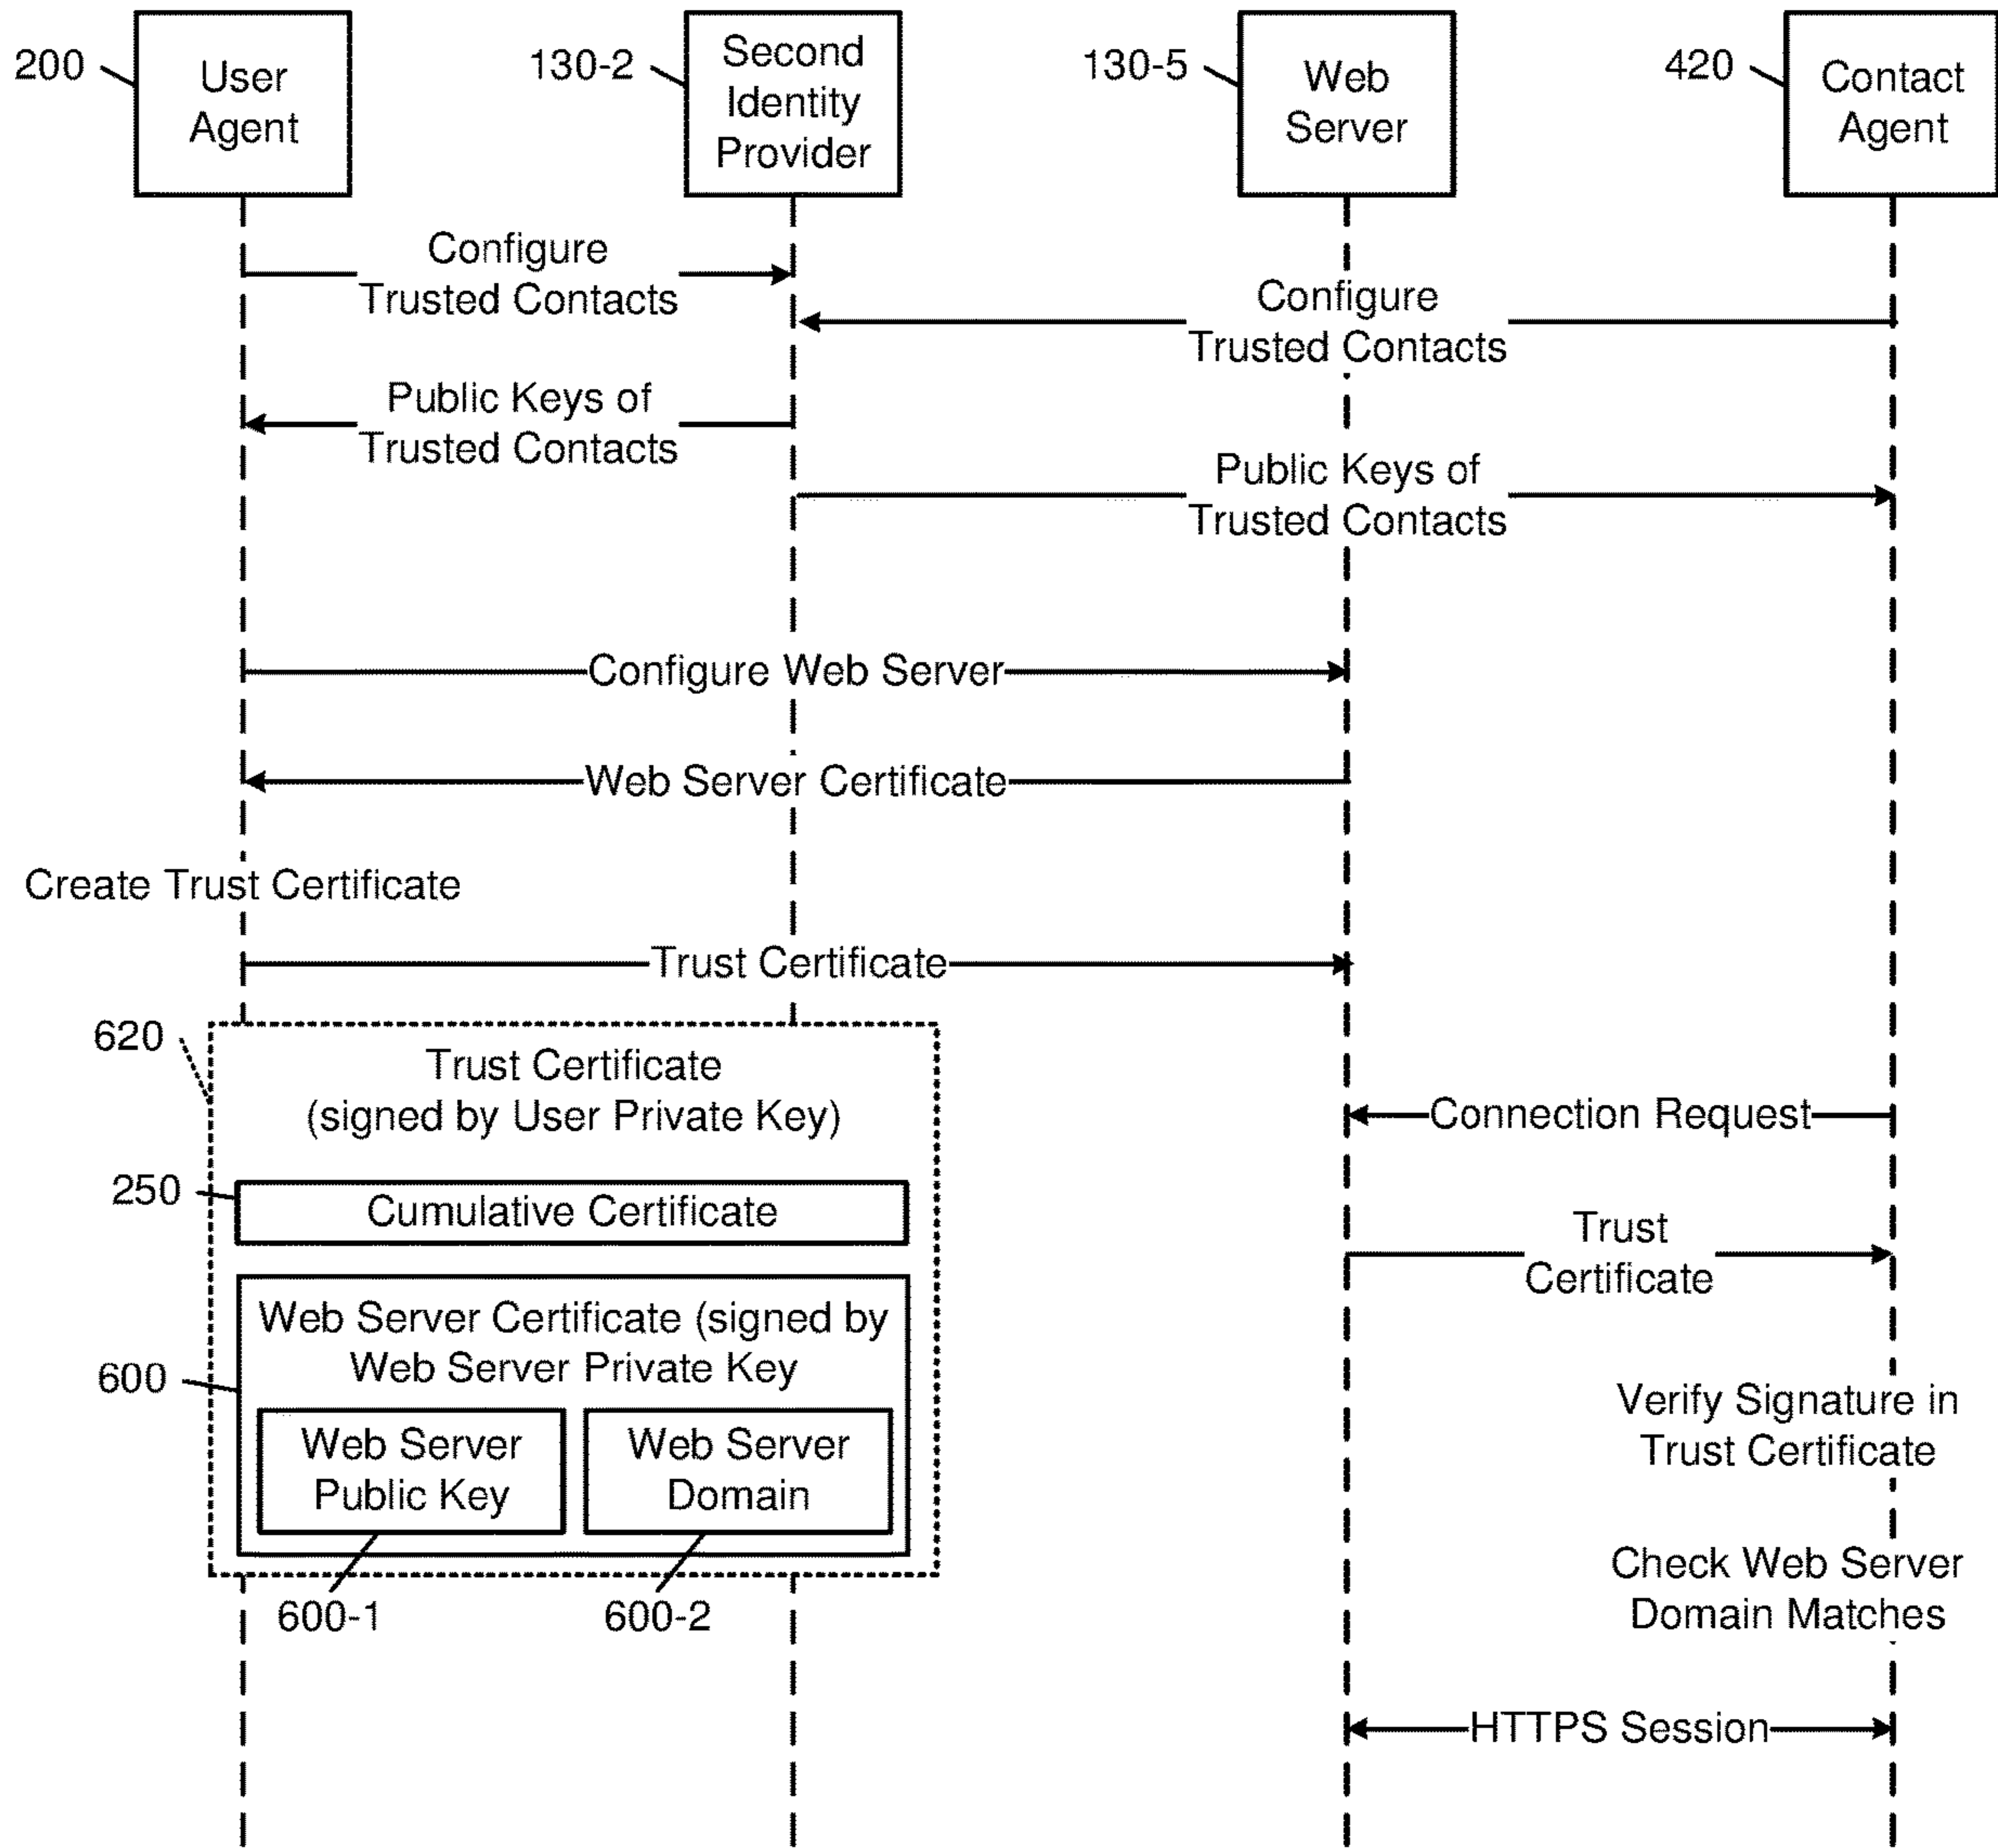 200
User
Agent
130-2
Second
Identity
Provider
130-5
Web
Server
420
Contact
Agent
Configure
Trusted Contacts
Configure
Trusted Contacts
Public Keys of
Trusted Contacts
Public Keys of
Trusted Contacts
Configure Web Server
Web Server Certificate
Create Trust Certificate
Trust Certificate
620
Trust Certificate
(signed by User Private Key)
Connection Request
250
Cumulative Certificate
Trust
Certificate
Web Server Certificate (signed by
Web Server Private Key
600
Verify Signature in
Trust Certificate
Web Server
Public Key
Web Server
Domain
Check Web Server
Domain Matches
600-1
600-2
HTTPS Session